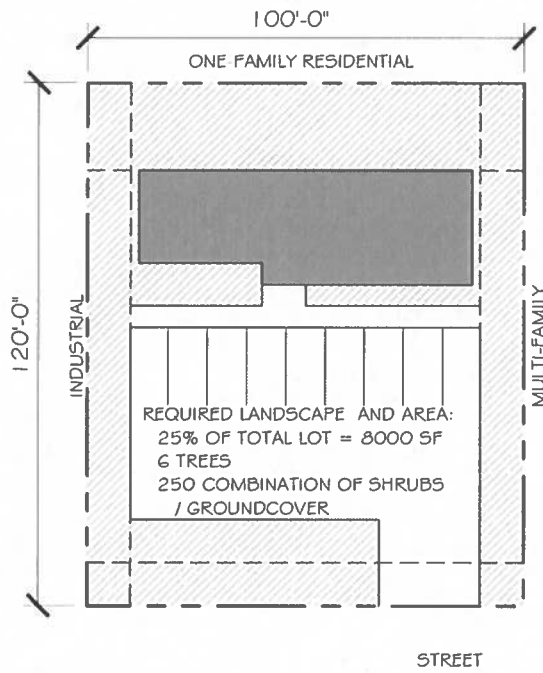 100'-0"
ONE-FAMILY RESIDENTIAL
120'-0"
INDUSTRIAL
MULTI-FAMILY
REQUIRED LANDSCAPE AND AREA:
25% OF TOTAL LOT = 8000 SF
6 TREES
250 COMBINATION OF SHRUBS
/ GROUNDCOVER
STREET